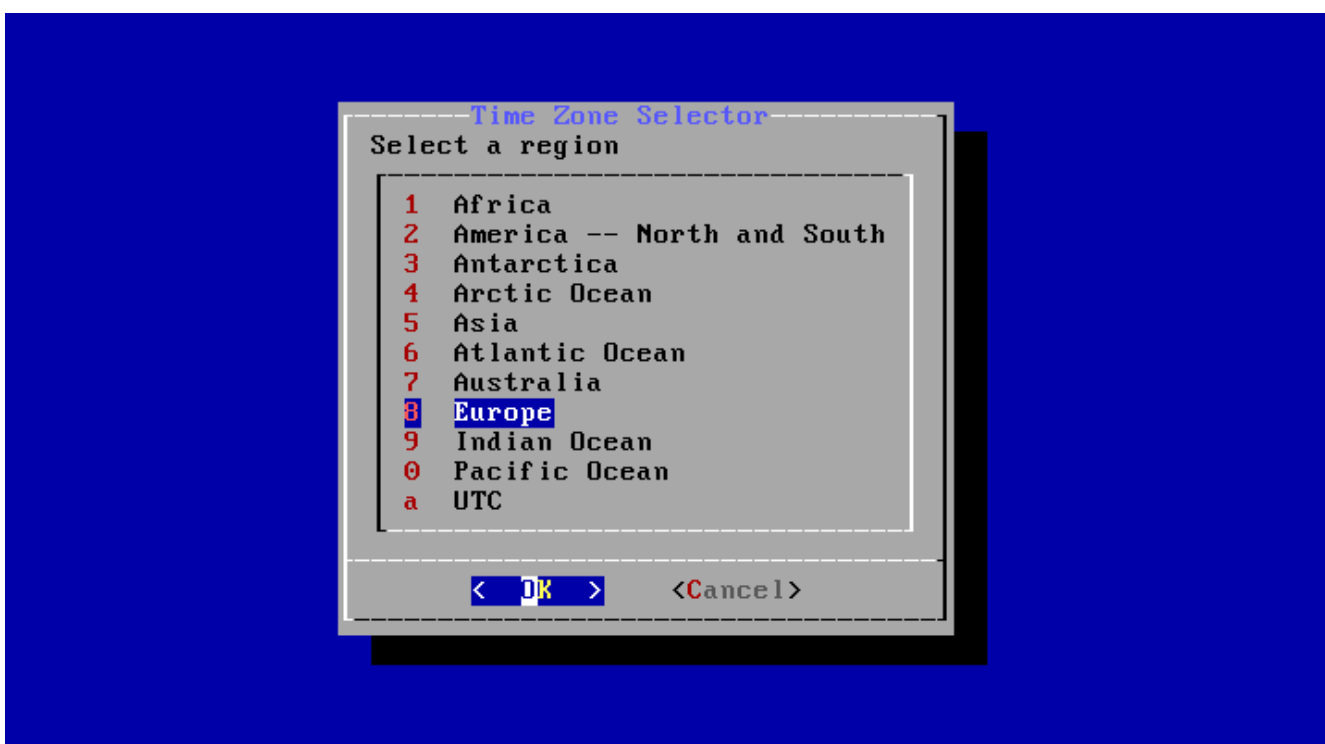 Time Zone Selector
Select a region
1 Africa
2 America -- North and South
3 Antarctica
4 Arctic Ocean
5 Asia
6 Atlantic Ocean
7 Australia
8 Europe
9 Indian Ocean
0 Pacific Ocean
a UTC
< OK > <Cancel>